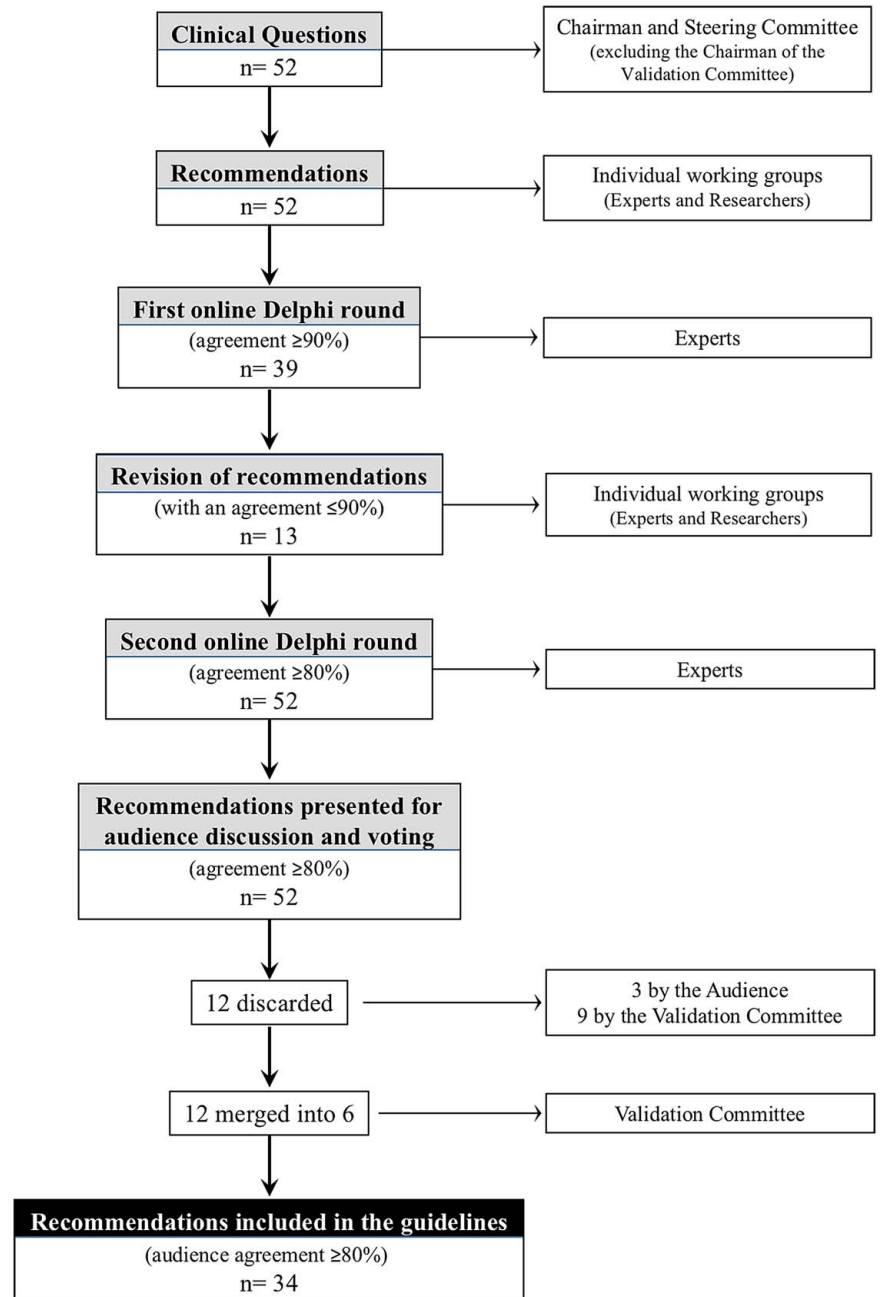 Clinical Questions
n= 52
Chairman and Steering Committee
(excluding the Chairman of the
Validation Committee)
Recommendations
n= 52
Individual working groups
(Experts and Researchers)
First online Delphi round
(agreement ≥90%)
n= 39
Experts
Revision of recommendations
(with an agreement ≤90%)
n= 13
Individual working groups
(Experts and Researchers)
Second online Delphi round
(agreement ≥80%)
n= 52
Experts
Recommendations presented for
audience discussion and voting
(agreement ≥80%)
n= 52
12 discarded
3 by the Audience
9 by the Validation Committee
12 merged into 6
Validation Committee
Recommendations included in the guidelines
(audience agreement ≥80%)
n= 34